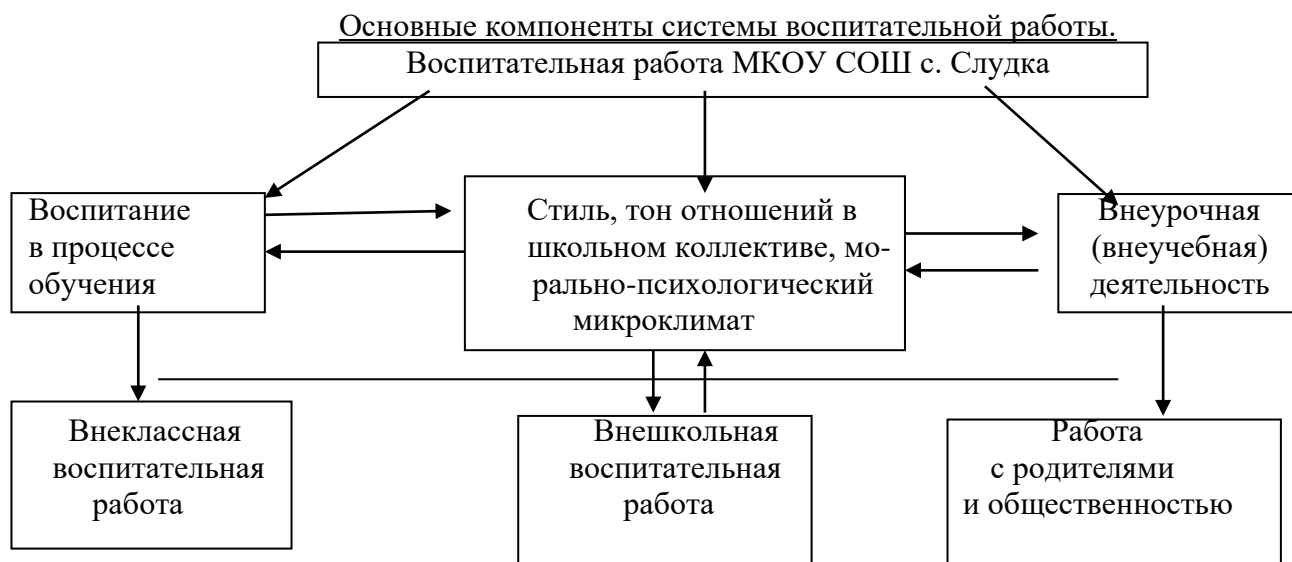 Основные компоненты системы воспитательной работы.
Воспитательная работа МКОУ СОШ с. Слудка
Воспитание
в процессе
обучения
Стиль, тон отношений в
школьном коллективе, мо-
рально-психологический
микроклимат
Внеурочная
(внеучебная)
деятельность
Внеклассная
воспитательная
работа
Внешкольная
воспитательная
работа
Работа
с родителями
и общественностью